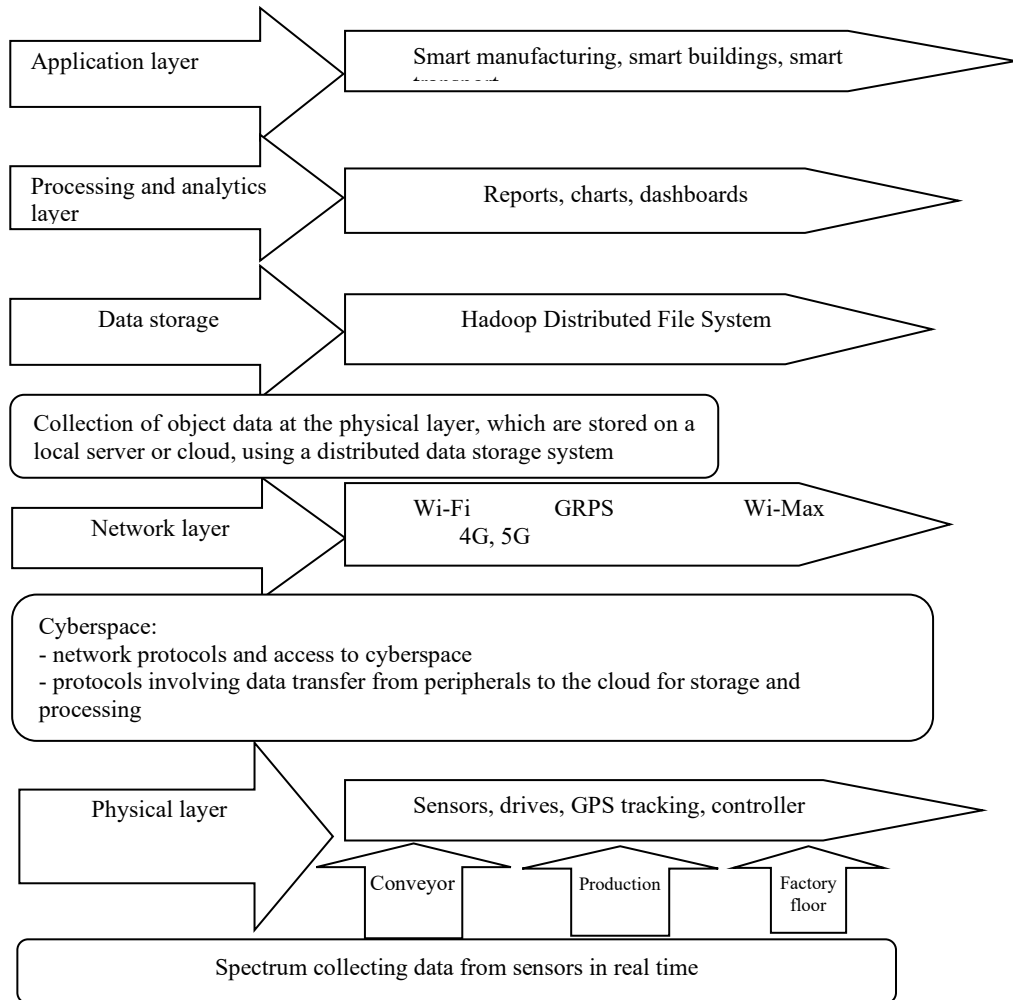 Application layer
Smart manufacturing, smart buildings, smart
Processing and analytics
layer
Reports, charts, dashboards
Data storage
Hadoop Distributed File System
Collection of object data at the physical layer, which are stored on a
local server or cloud, using a distributed data storage system
Network layer
Wi-Fi GRPS Wi-Max
4G, 5G
Cyberspace:
- network protocols and access to cyberspace
- protocols involving data transfer from peripherals to the cloud for storage and
processing
Physical layer
Sensors, drives, GPS tracking, controller
Conveyor
Production
Factory
floor
Spectrum collecting data from sensors in real time